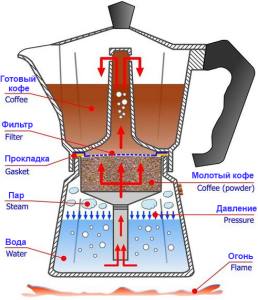 Готовый
кофе
Coffee
Фильтр
Filter
Прокладка
Gasket
Молотый кофе
Coffee (powder)
Пар
Steam
Давление
Pressure
Вода
Water
Огонь
Flame